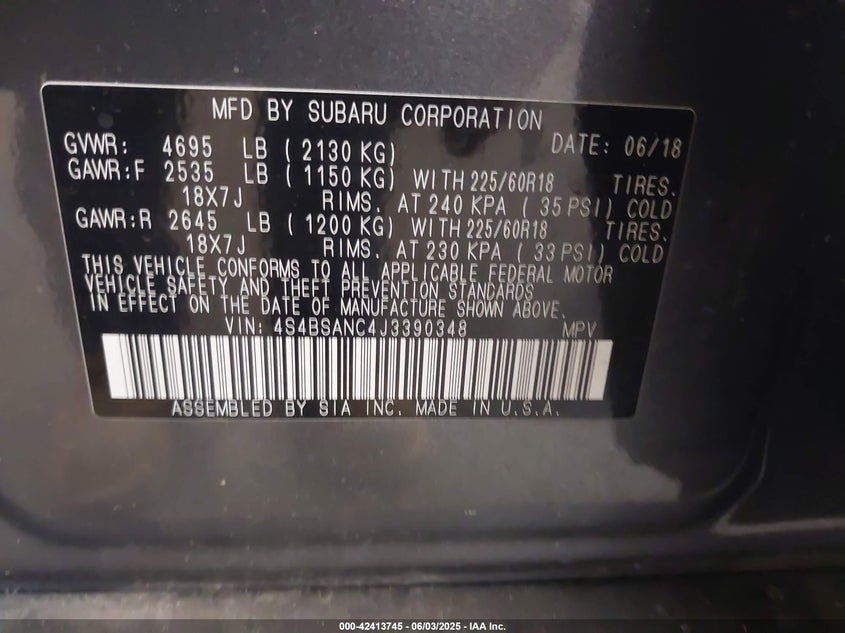 MFD BY SUBARU CORPORATION
GVWR: 4695 LB ( 2130 KG) DATE: 06/18
GAWR:F 2535 LB ( 1150 KG) WITH 225/60R18 TIRES.
18X7J RIMS. AT 240 KPA ( 35 PSI) COLD
GAWR:R 2645 LB ( 1200 KG) WITH 225/60R18 TIRES.
18X7J RIMS. AT 230 KPA ( 33 PSI) COLD
THIS VEHICLE CONFORMS TO ALL APPLICABLE FEDERAL MOTOR
VEHICLE SAFETY AND THEFT PREVENTION STANDARDS
IN EFFECT ON THE DATE OF MANUFACTURE SHOWN ABOVE.
VIN: 4S4BSANC4J3390348 MPV
ASSEMBLED BY SIA INC. MADE IN U.S.A.
000-42413745 - 06/03/2025 - IAA Inc.